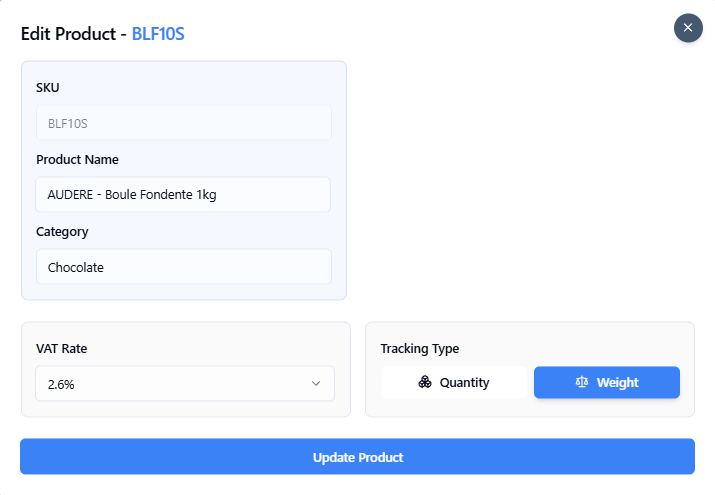 Edit Product - BLF10S
SKU
BLF10S
Product Name
AUDERE - Boule Fondente 1kg
Category
Chocolate
VAT Rate
2.6%
Tracking Type
Quantity
Weight
Update Product